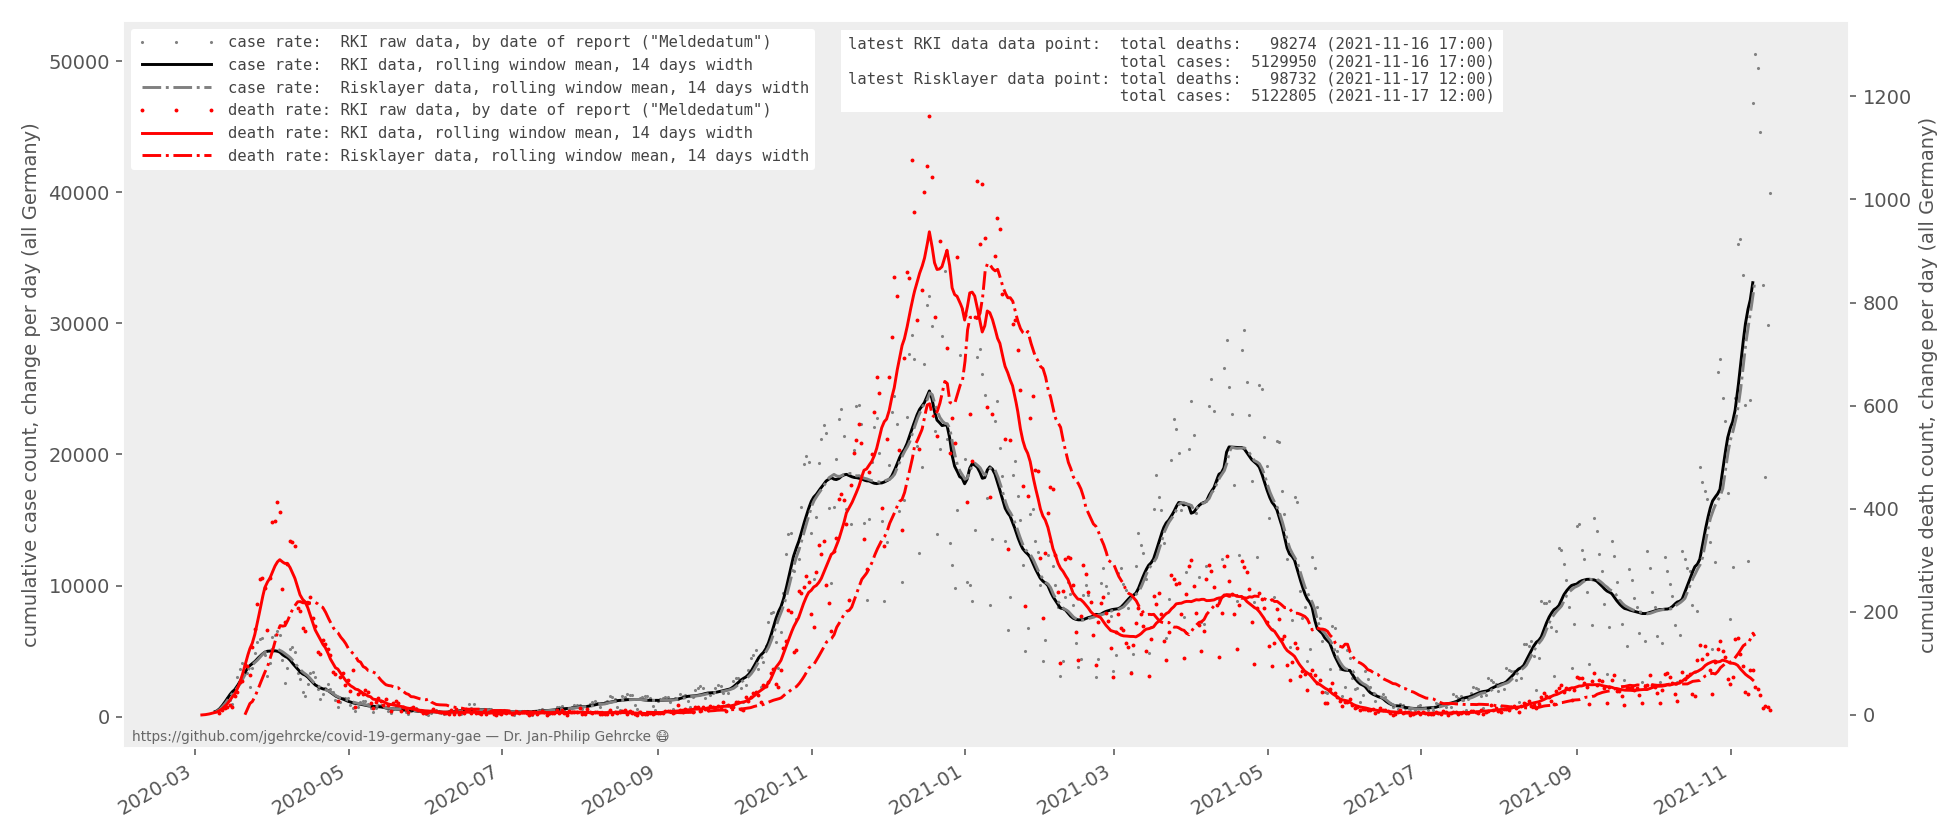 case rate:  RKI raw data, by date of report ("Meldedatum")
case rate:  RKI data, rolling window mean, 14 days width
case rate:  Risklayer data, rolling window mean, 14 days width
death rate: RKI raw data, by date of report ("Meldedatum")
death rate: RKI data, rolling window mean, 14 days width
death rate: Risklayer data, rolling window mean, 14 days width
latest RKI data data point:  total deaths:   98274 (2021-11-16 17:00)
total cases:  5129950 (2021-11-16 17:00)
latest Risklayer data point: total deaths:   98732 (2021-11-17 12:00)
total cases:  5122805 (2021-11-17 12:00)
cumulative case count, change per day (all Germany)
50000
40000
30000
20000
10000
0
cumulative death count, change per day (all Germany)
1200
1000
800
600
400
200
0
https://github.com/jgehrcke/covid-19-germany-gae — Dr. Jan-Philip Gehrcke 😷
2020-03
2020-05
2020-07
2020-09
2020-11
2021-01
2021-03
2021-05
2021-07
2021-09
2021-11